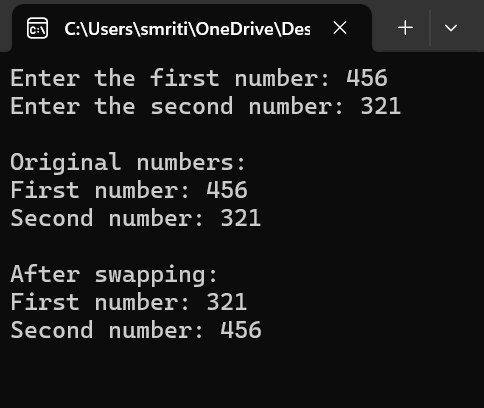 C:\Users\smriti\OneDrive\Des
Enter the first number: 456
Enter the second number: 321
Original numbers:
First number: 456
Second number: 321
After swapping:
First number: 321
Second number: 456